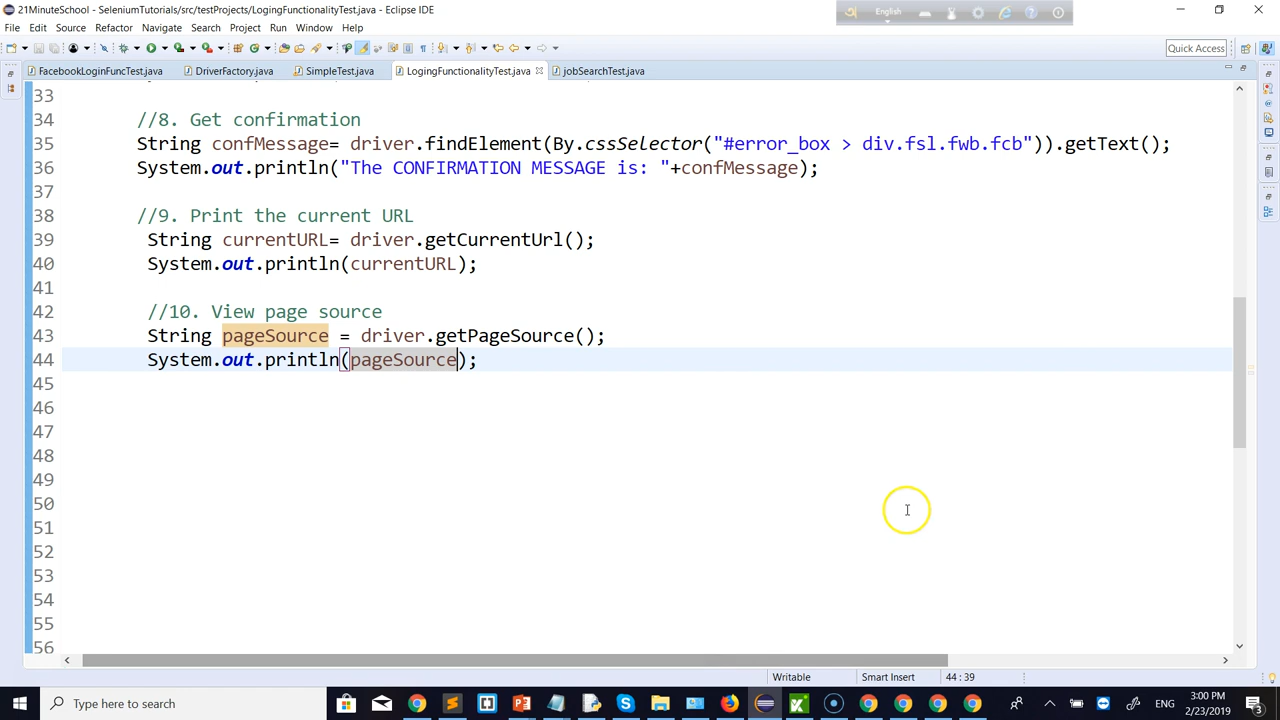 21MinuteSchool - SeleniumTutorials/src/testProjects/LogingFunctionalityTest.java - Eclipse IDE
English
File Edit Source Refactor Navigate Search Project Run Window Help
Quick Access
FacebookLoginFuncTest.java DriverFactory.java SimpleTest.java LogingFunctionalityTest.java jobSearchTest.java
33
34 //8. Get confirmation
35 String confMessage= driver.findElement(By.cssSelector("#error_box > div.fsl.fwb.fcb")).getText();
36 System.out.println("The CONFIRMATION MESSAGE is: "+confMessage);
37
38 //9. Print the current URL
39 String currentURL= driver.getCurrentUrl();
40 System.out.println(currentURL);
41
42 //10. View page source
43 String pageSource = driver.getPageSource();
44 System.out.println(pageSource);
45
46
47
48
49
50
51
52
53
54
55
56
Writable Smart Insert 44 : 39
Type here to search
ENG
3:00 PM
2/23/2019
3